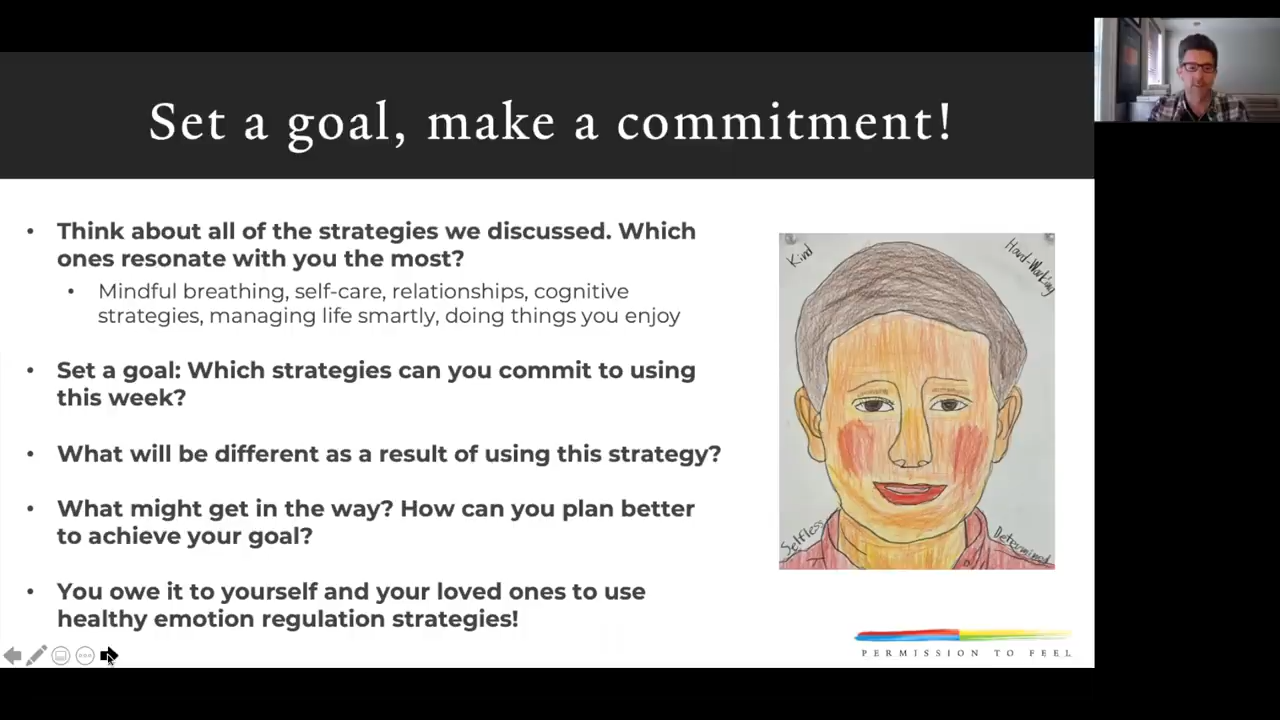 Set a goal, make a commitment!
• Think about all of the strategies we discussed. Which
ones resonate with you the most?
• Mindful breathing, self-care, relationships, cognitive
strategies, managing life smartly, doing things you enjoy
• Set a goal: Which strategies can you commit to using
this week?
• What will be different as a result of using this strategy?
• What might get in the way? How can you plan better
to achieve your goal?
• You owe it to yourself and your loved ones to use
healthy emotion regulation strategies!
Kind
Hard-Working
Selfless
Determined
PERMISSION TO FEEL